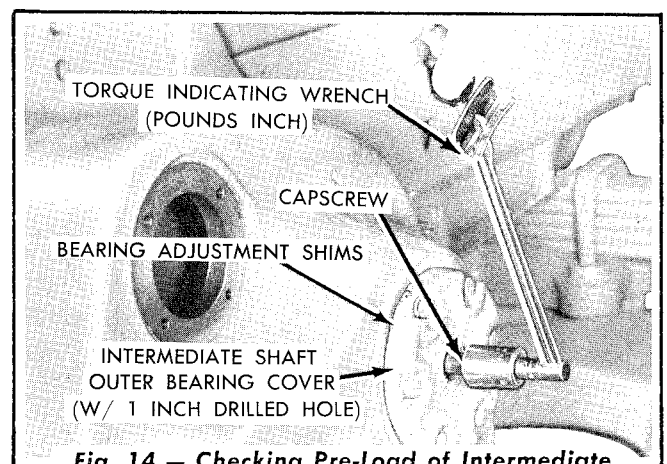 TORQUE INDICATING WRENCH
(POUNDS INCH)
CAPSCREW
BEARING ADJUSTMENT SHIMS
INTERMEDIATE SHAFT
OUTER BEARING COVER
(W/ 1 INCH DRILLED HOLE)
Fig. 14 — Checking Pre-Load of Intermediate